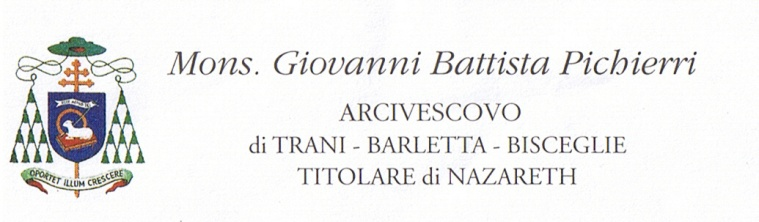 Mons. Giovanni Battista Pichierri
ARCIVESCOVO
di TRANI - BARLETTA - BISCEGLIE
TITOLARE di NAZARETH
OPORTET ILLUM CRESCERE